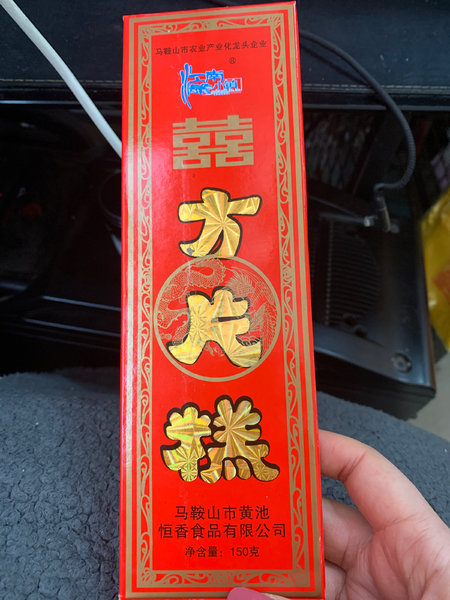 马鞍山市农业产业化龙头企业
®
囍
方
片
糕
马鞍山市黄池
恒香食品有限公司
净含量：150克